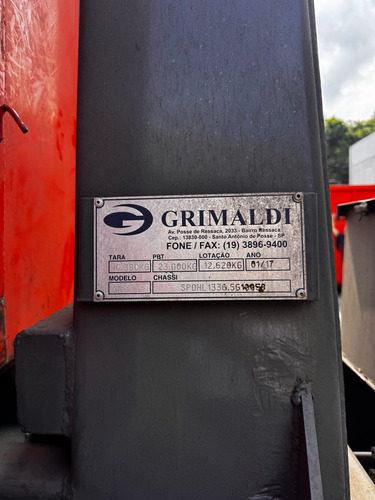 GRIMALDI
Av. Posse de Ressaca, 2033 - Bairro Ressaca
Cep.: 13830-000 - Santo Antônio de Posse - SP
FONE / FAX: (19) 3896-9400
TARA PBT LOTAÇÃO ANO
23.000KG 12.620KG 01/17
MODELO CHASSI